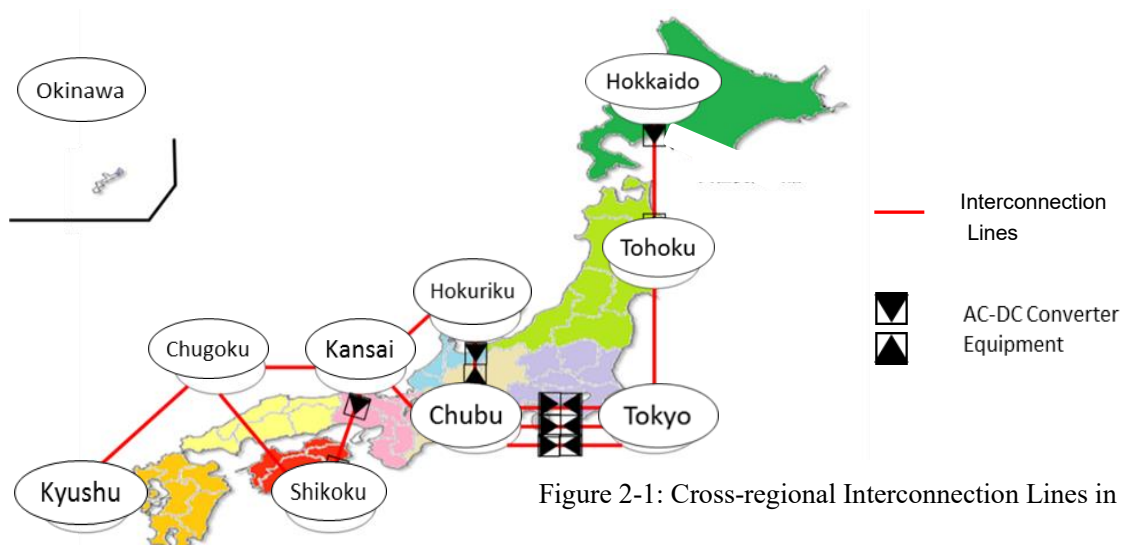 Okinawa
Hokkaido
Tohoku
Hokuriku
Chugoku
Kansai
Chubu
Tokyo
Kyushu
Shikoku
Interconnection
Lines
AC-DC Converter
Equipment
Figure 2-1: Cross-regional Interconnection Lines in